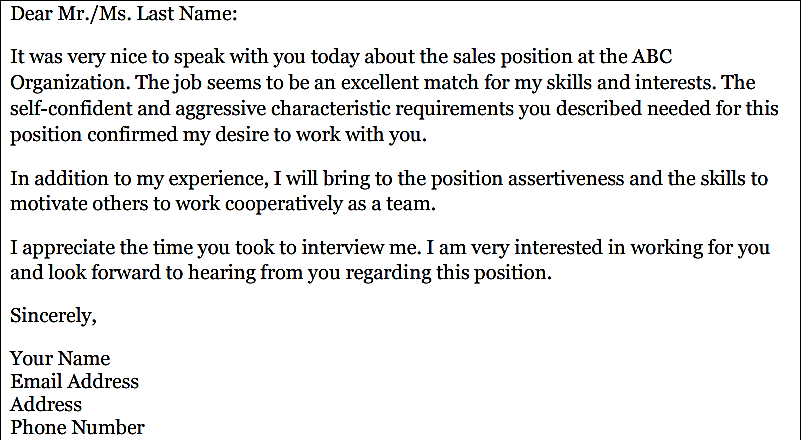 Dear Mr./Ms. Last Name:
It was very nice to speak with you today about the sales position at the ABC
Organization. The job seems to be an excellent match for my skills and interests. The
self-confident and aggressive characteristic requirements you described needed for this
position confirmed my desire to work with you.
In addition to my experience, I will bring to the position assertiveness and the skills to
motivate others to work cooperatively as a team.
I appreciate the time you took to interview me. I am very interested in working for you
and look forward to hearing from you regarding this position.
Sincerely,
Your Name
Email Address
Address
Phone Number